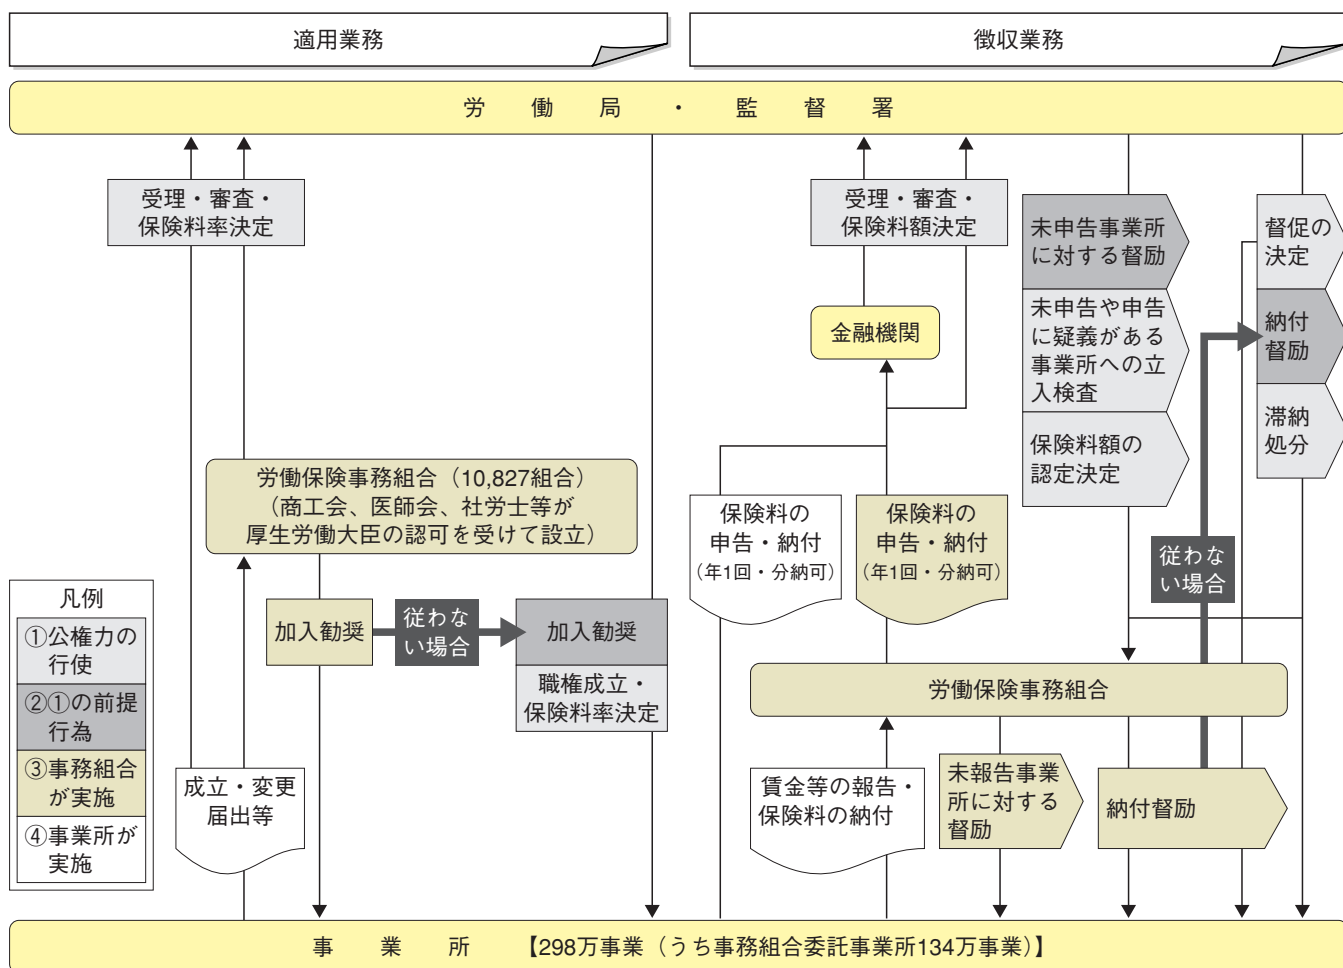 適用業務
徴収業務
労働局・監督署
受理・審査・
保険料率決定
受理・審査・
保険料額決定
未申告事業所
に対する督励
未申告や申告
に疑義がある
事業所への立
入検査
保険料額の
認定決定
督促の
決定
納付
督励
滞納
処分
金融機関
労働保険事務組合（10,827組合）
（商工会、医師会、社労士等が
厚生労働大臣の認可を受けて設立）
保険料の
申告・納付
（年1回・分納可）
保険料の
申告・納付
（年1回・分納可）
従わな
い場合
凡例
①公権力の
行使
②①の前提
行為
③事務組合
が実施
④事業所が
実施
加入勧奨
従わな
い場合
加入勧奨
職権成立・
保険料率決定
労働保険事務組合
成立・変更
届出等
賃金等の報告・
保険料の納付
未報告事業
所に対する
督励
納付督励
事業所 【298万事業（うち事務組合委託事業所134万事業）】